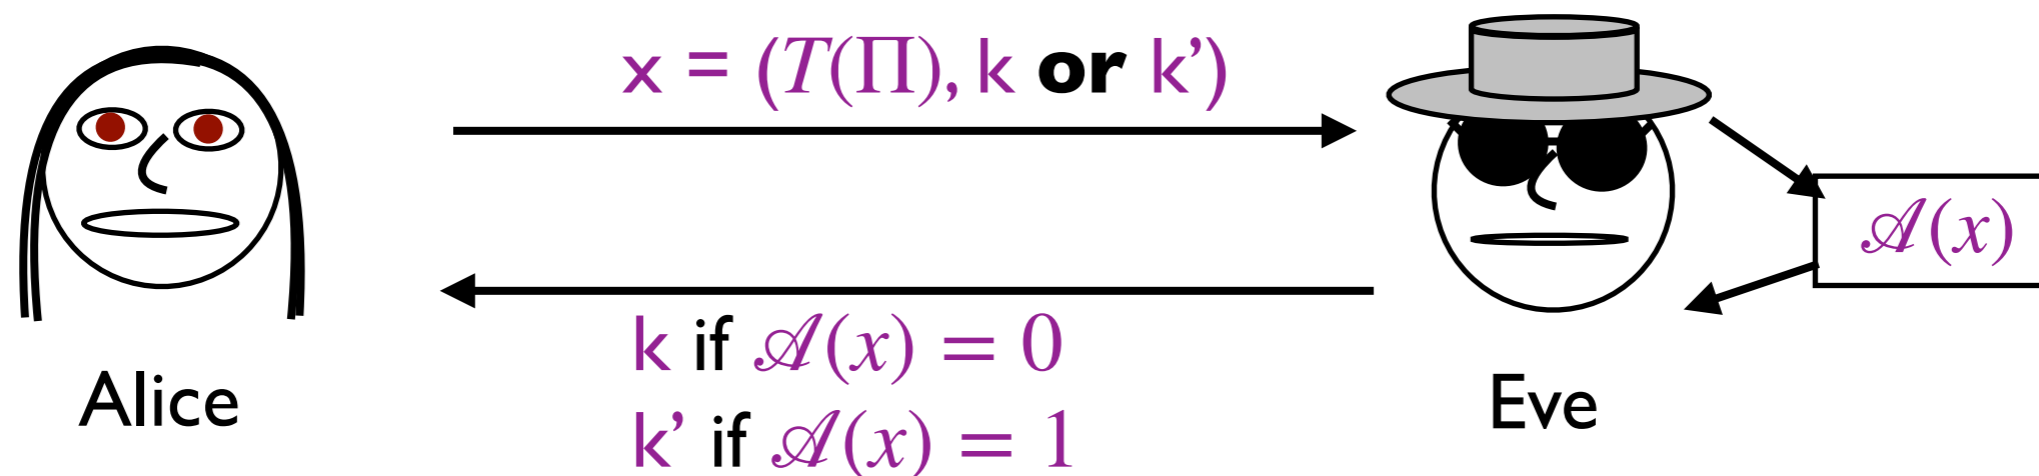 x = (T(Π), k or k’)
𝒜(x)
k if 𝒜(x) = 0
k’ if 𝒜(x) = 1
Alice
Eve